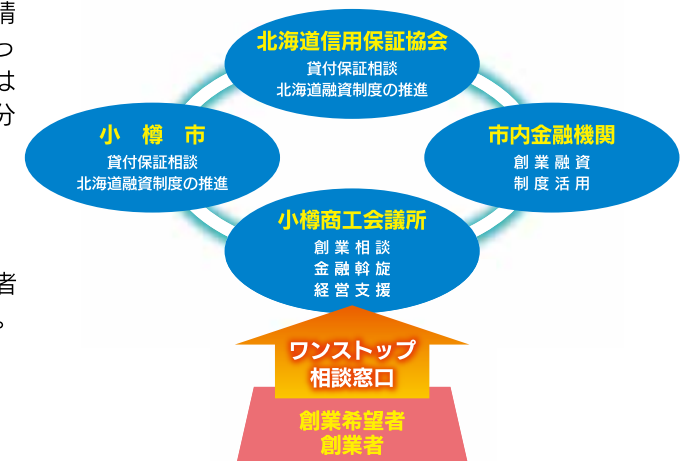 請
っ
は
分
者
。
北海道信用保証協会
貸付保証相談
北海道融資制度の推進
小樽市
貸付保証相談
北海道融資制度の推進
市内金融機関
創業融資
制度活用
小樽商工会議所
創業相談
金融斡旋
経営支援
ワンストップ
相談窓口
創業希望者
創業者